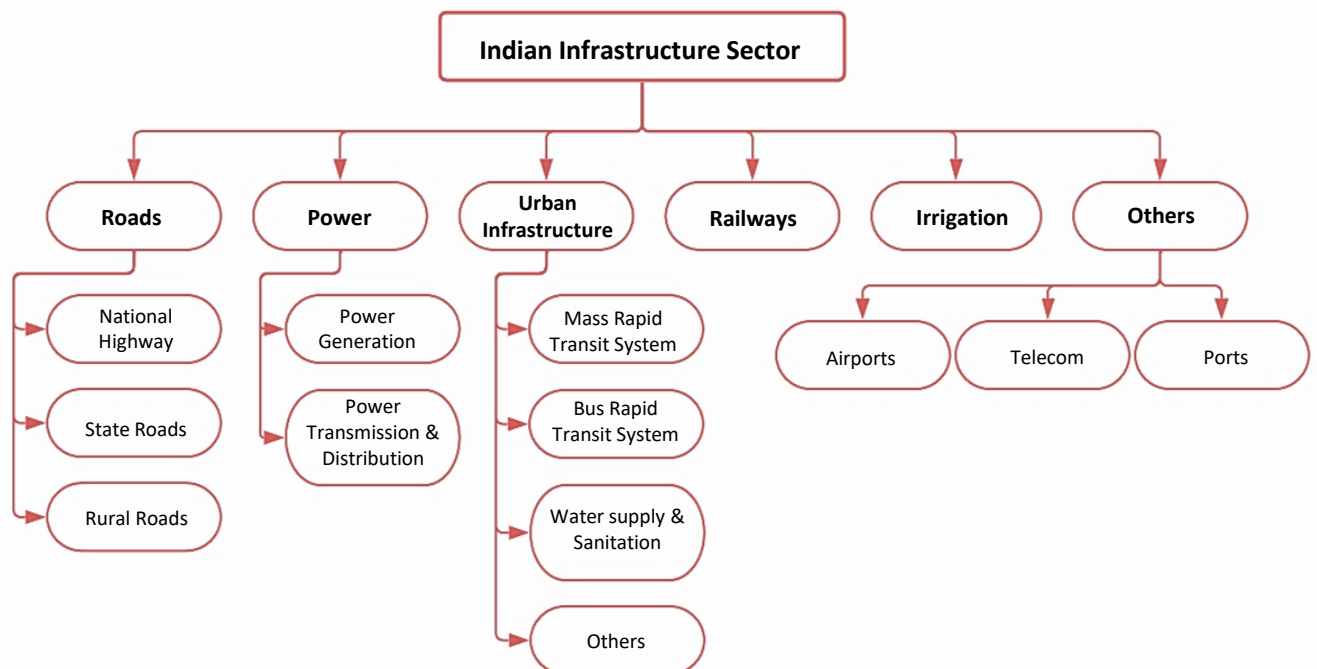 Indian Infrastructure Sector
Roads
Power
Urban
Infrastructure
Railways
Irrigation
Others
National
Highway
State Roads
Rural Roads
Power
Generation
Power
Transmission &
Distribution
Mass Rapid
Transit System
Bus Rapid
Transit System
Water supply &
Sanitation
Others
Airports
Telecom
Ports